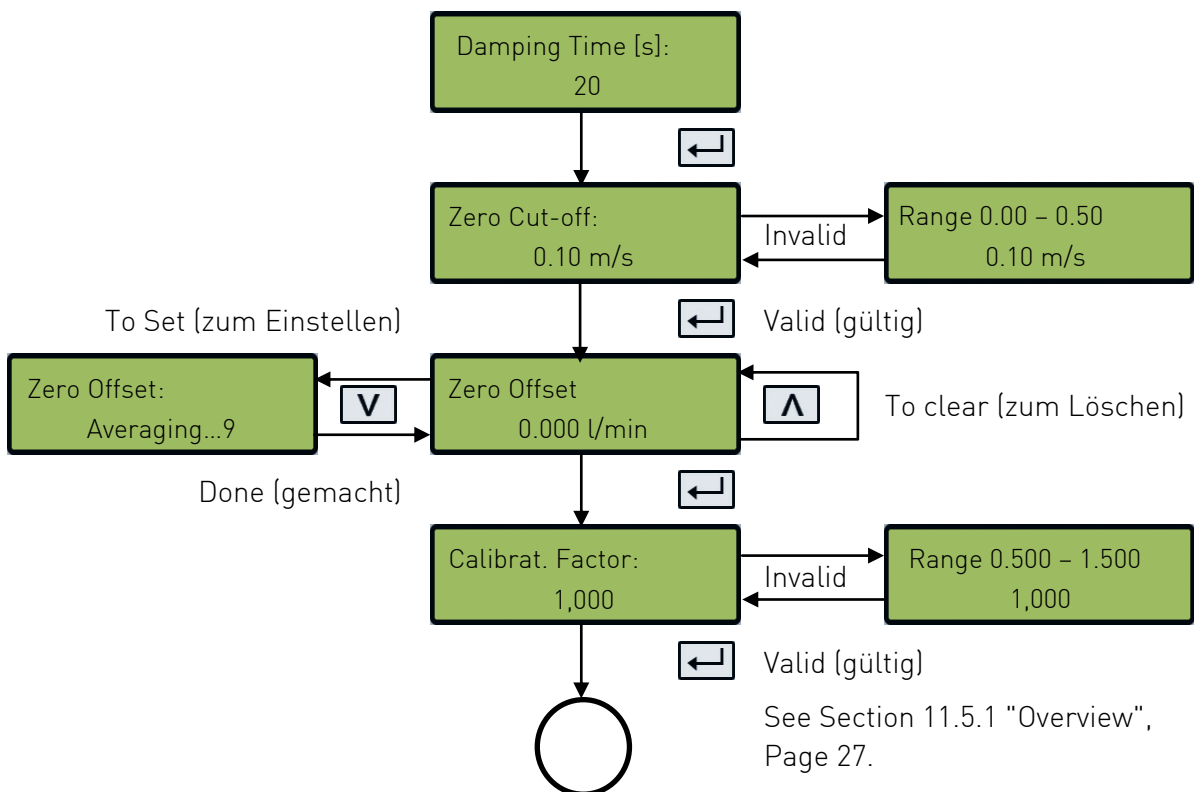 Damping Time [s]:
20
Zero Cut-off:
0.10 m/s
Invalid
Range 0.00 – 0.50
0.10 m/s
To Set (zum Einstellen)
Valid (gültig)
Zero Offset:
Averaging...9
V
Zero Offset
0.000 l/min
Λ
To clear (zum Löschen)
Done (gemacht)
Calibrat. Factor:
1,000
Invalid
Range 0.500 – 1.500
1,000
Valid (gültig)
See Section 11.5.1 "Overview",
Page 27.